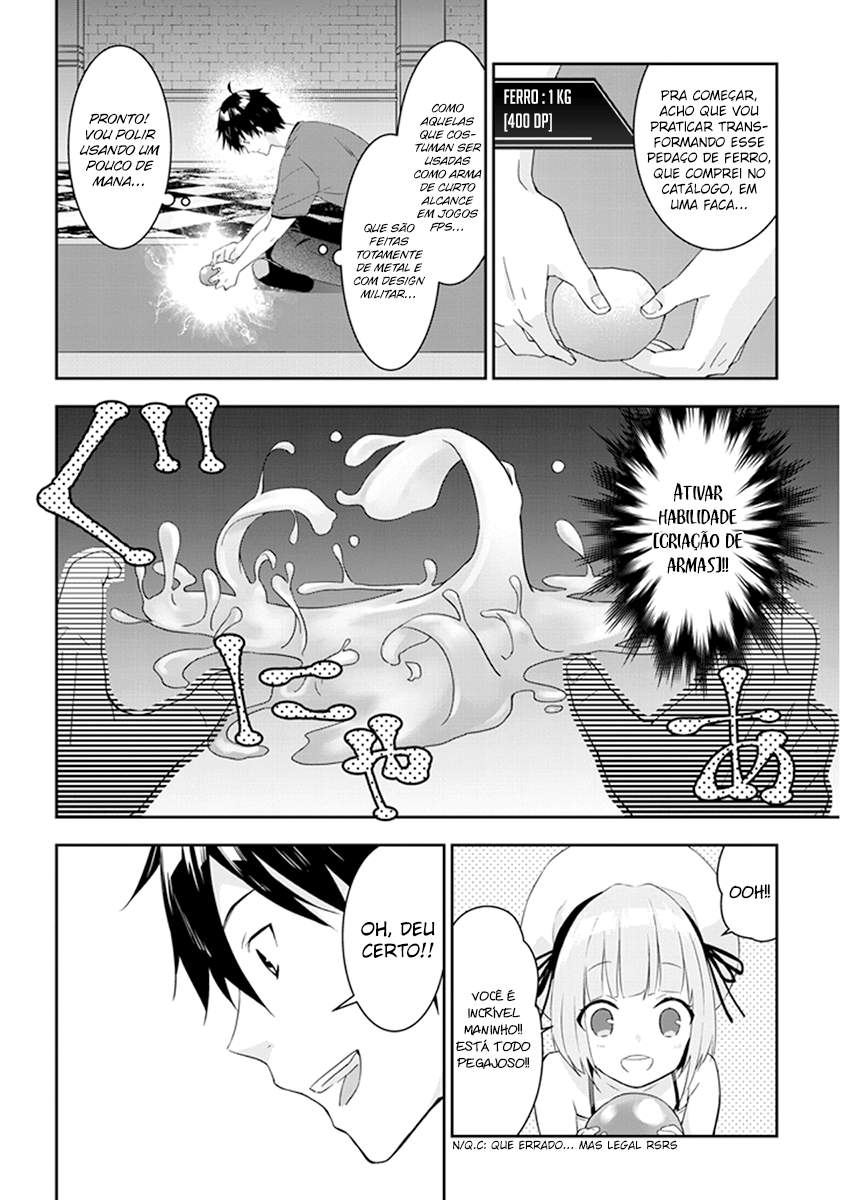 PRA COMEÇAR,
ACHO QUE VOU
PRATICAR TRANS-
FORMANDO ESSE
PEDAÇO DE FERRO,
QUE COMPREI NO
CATÁLOGO, EM
UMA FACA...
FERRO : 1 KG
[400 DP]
COMO
AQUELAS
QUE COS-
TUMAN SER
USADAS
COMO ARMA
DE CURTO
ALCANCE
EM JOGOS
FPS...
QUE SÃO
FEITAS
TOTAMENTE
DE METAL E
COM DESIGN
MILITAR...
PRONTO!
VOU POLIR
USANDO UM
POUCO DE
MANA...
ATIVAR
HABILIDADE
[CRIAÇÃO DE
ARMAS]!!
ぐにゃあ
OOH!!
VOCÊ É
INCRÍVEL
MANINHO!!
ESTÁ TODO
PEGAJOSO!!
N/Q.C: QUE ERRADO... MAS LEGAL RSRS
OH, DEU
CERTO!!